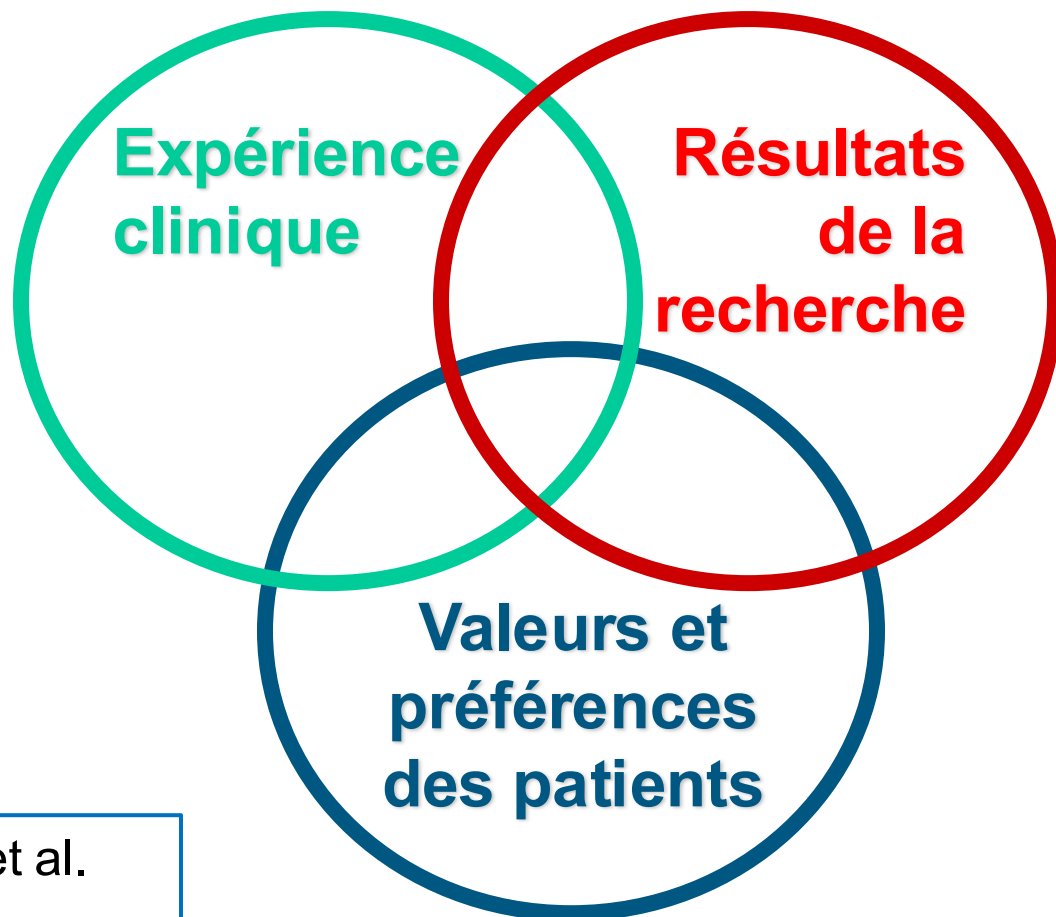 Expérience
clinique
Résultats
de la
recherche
Valeurs et
préférences
des patients
et al.